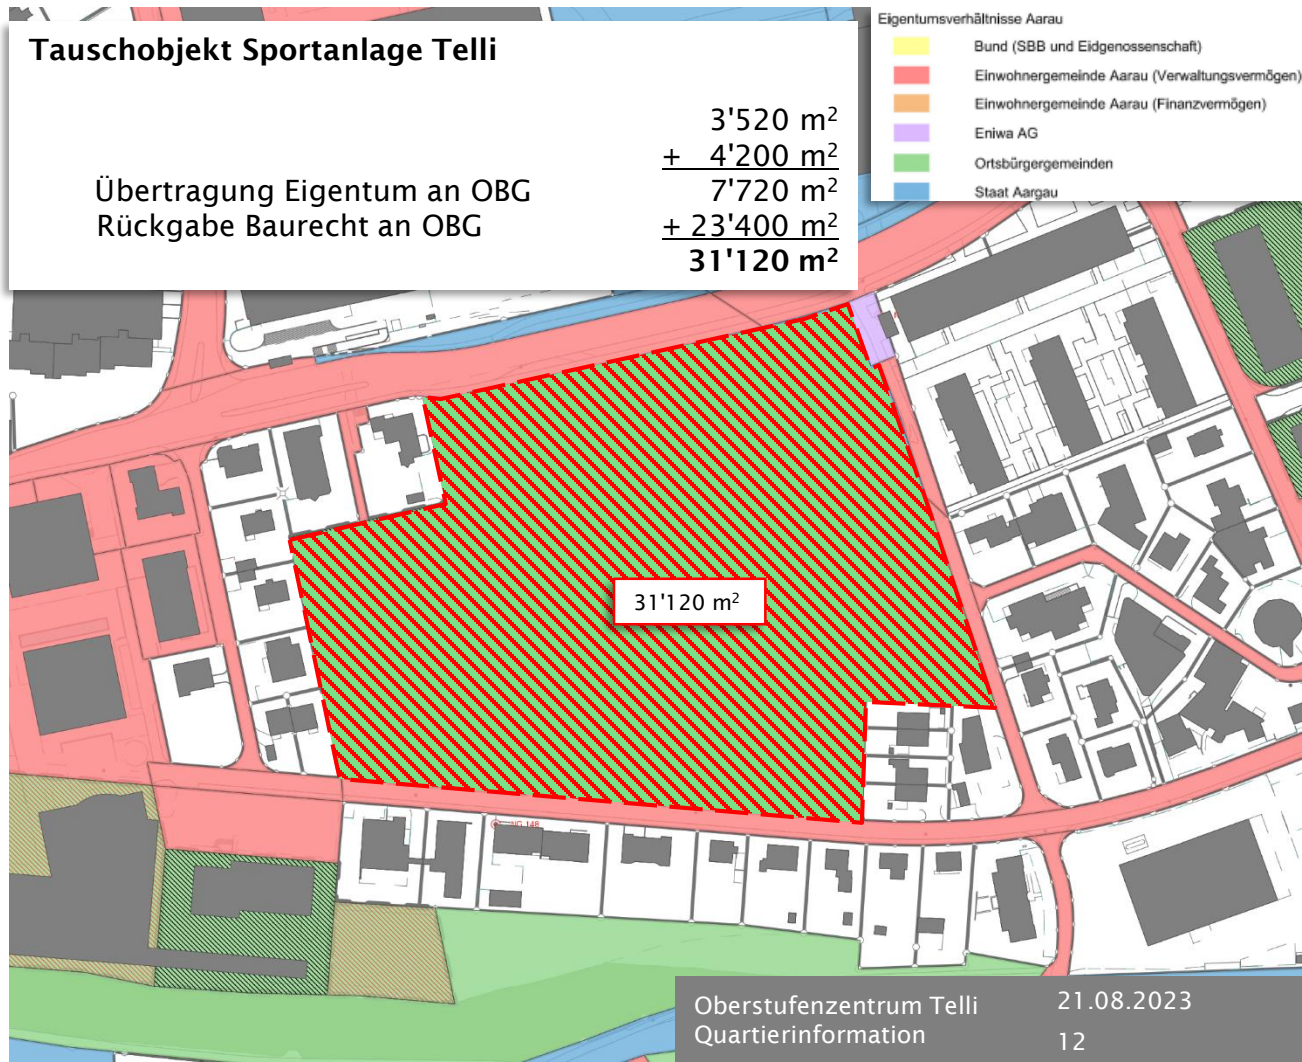 Tauschobjekt Sportanlage Telli
3'520 m²
+ 4'200 m²
Übertragung Eigentum an OBG 7'720 m²
Rückgabe Baurecht an OBG + 23'400 m²
31'120 m²
Eigentumsverhältnisse Aarau
Bund (SBB und Eidgenossenschaft)
Einwohnergemeinde Aarau (Verwaltungsvermögen)
Einwohnergemeinde Aarau (Finanzvermögen)
Eniwa AG
Ortsbürgergemeinden
Staat Aargau
31'120 m²
Oberstufenzentrum Telli 21.08.2023
Quartierinformation 12